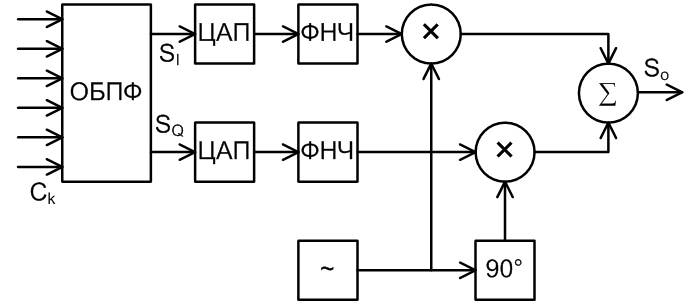 ОБПФ
C_k
S_I
ЦАП
ФНЧ
×
S_Q
ЦАП
ФНЧ
×
~
90°
Σ
S_o